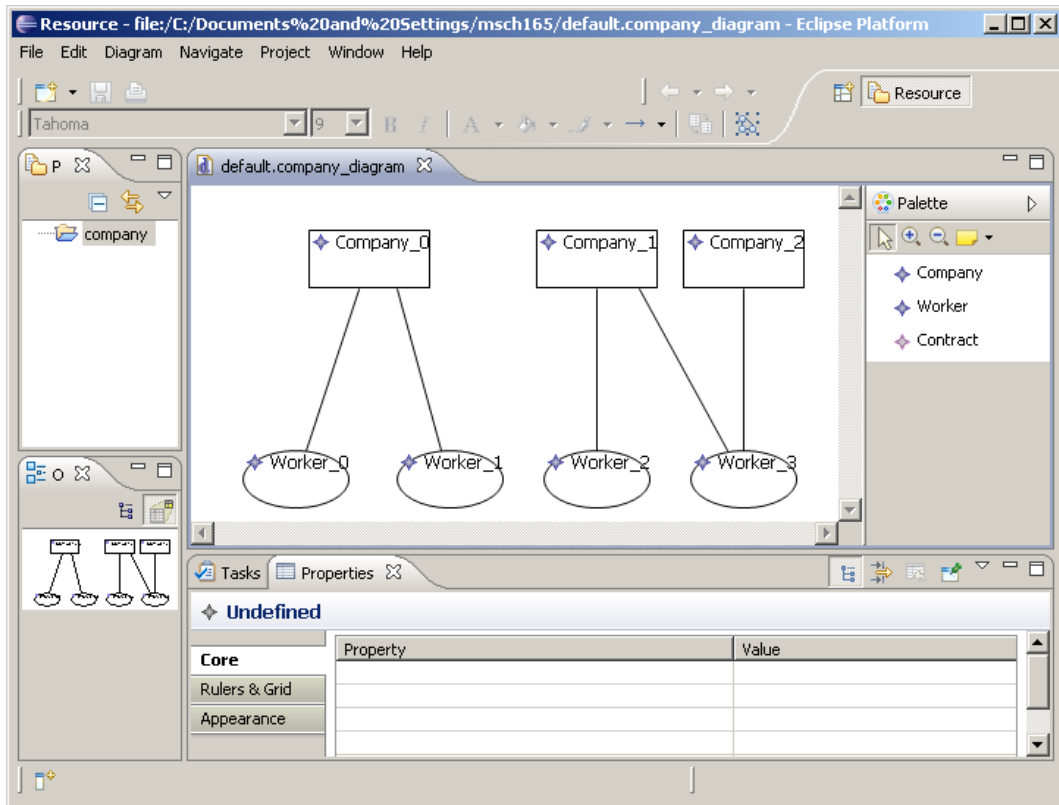 Resource - file:/C:/Documents%20and%20Settings/msch165/default.company_diagram - Eclipse Platform
File Edit Diagram Navigate Project Window Help
Resource
Tahoma 9 B I A
P
default.company_diagram
company
Company_0 Company_1 Company_2
Worker_0 Worker_1 Worker_2 Worker_3
Palette
Company
Worker
Contract
O
Tasks Properties
Undefined
Core
Rulers & Grid
Appearance
Property Value